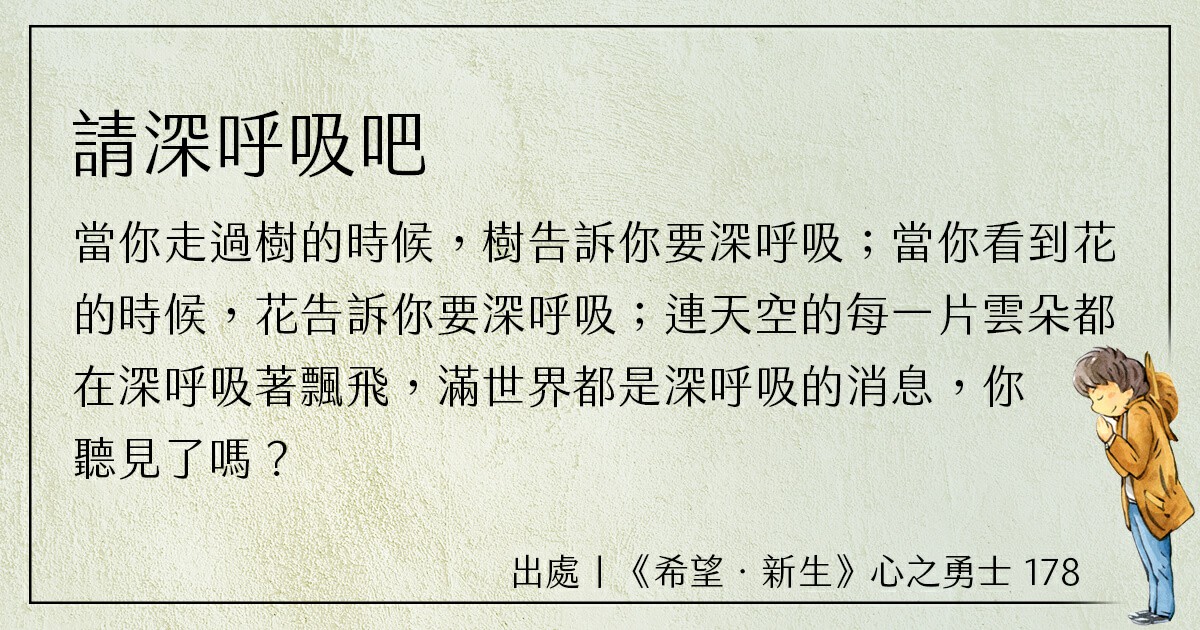 請深呼吸吧
當你走過樹的時候，樹告訴你要深呼吸；當你看到花
的時候，花告訴你要深呼吸；連天空的每一片雲朵都
在深呼吸著飄飛，滿世界都是深呼吸的消息，你
聽見了嗎？
出處｜《希望．新生》心之勇士 178